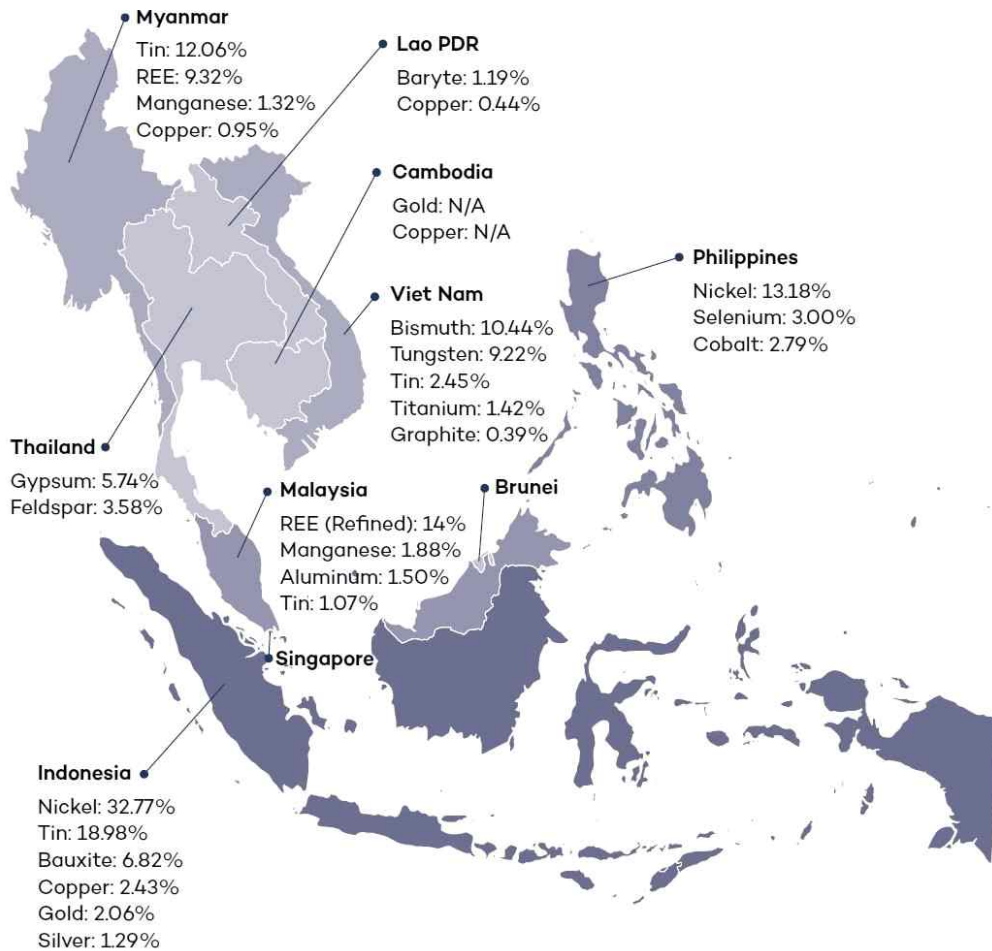 Myanmar
Tin: 12.06%
REE: 9.32%
Manganese: 1.32%
Copper: 0.95%
Lao PDR
Baryte: 1.19%
Copper: 0.44%
Cambodia
Gold: N/A
Copper: N/A
Philippines
Nickel: 13.18%
Selenium: 3.00%
Cobalt: 2.79%
Viet Nam
Bismuth: 10.44%
Tungsten: 9.22%
Tin: 2.45%
Titanium: 1.42%
Graphite: 0.39%
Thailand
Gypsum: 5.74%
Feldspar: 3.58%
Malaysia
REE (Refined): 14%
Manganese: 1.88%
Aluminum: 1.50%
Tin: 1.07%
Brunei
Singapore
Indonesia
Nickel: 32.77%
Tin: 18.98%
Bauxite: 6.82%
Copper: 2.43%
Gold: 2.06%
Silver: 1.29%